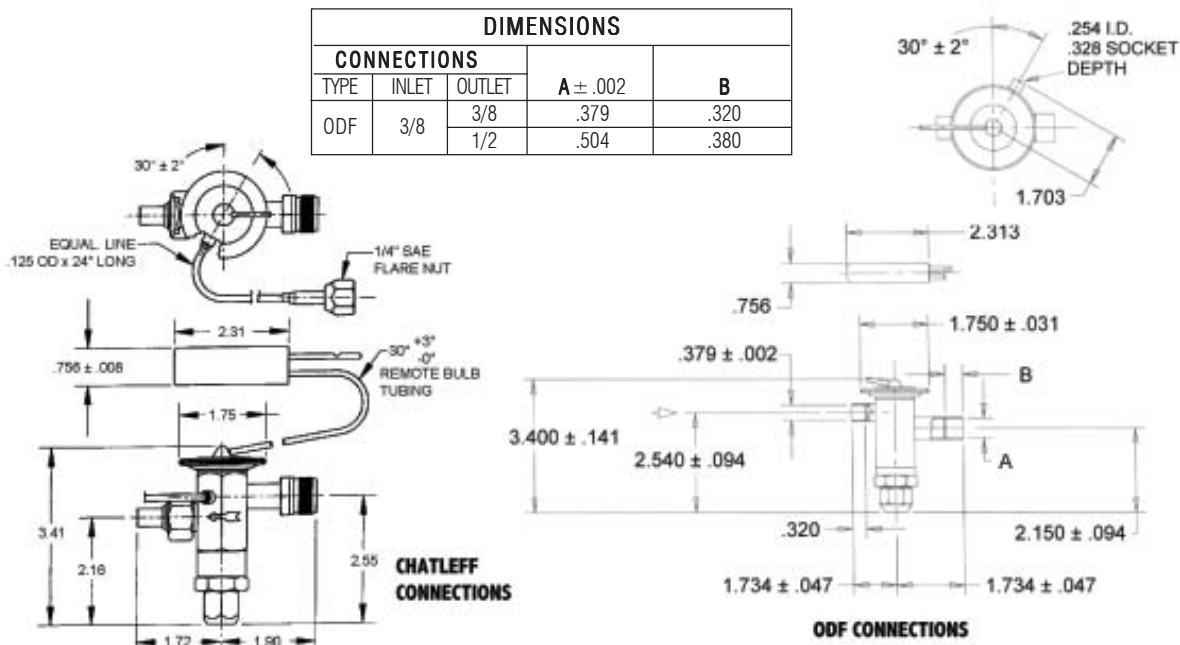 DIMENSIONS
CONNECTIONS
TYPE INLET OUTLET A ± .002 B
ODF 3/8 3/8 .379 .320
1/2 .504 .380
30° ± 2°
EQUAL. LINE
.125 OD x 24" LONG
1/4" SAE
FLARE NUT
2.31
.756 ± .008
30° +3°
-0°
REMOTE BULB
TUBING
1.75
3.41
2.16
2.55
1.72
1.90
CHATLEFF
CONNECTIONS
30° ± 2°
.254 I.D.
.328 SOCKET
DEPTH
1.703
2.313
.756
1.750 ± .031
.379 ± .002
B
3.400 ± .141
2.540 ± .094
A
.320
2.150 ± .094
1.734 ± .047
1.734 ± .047
ODF CONNECTIONS